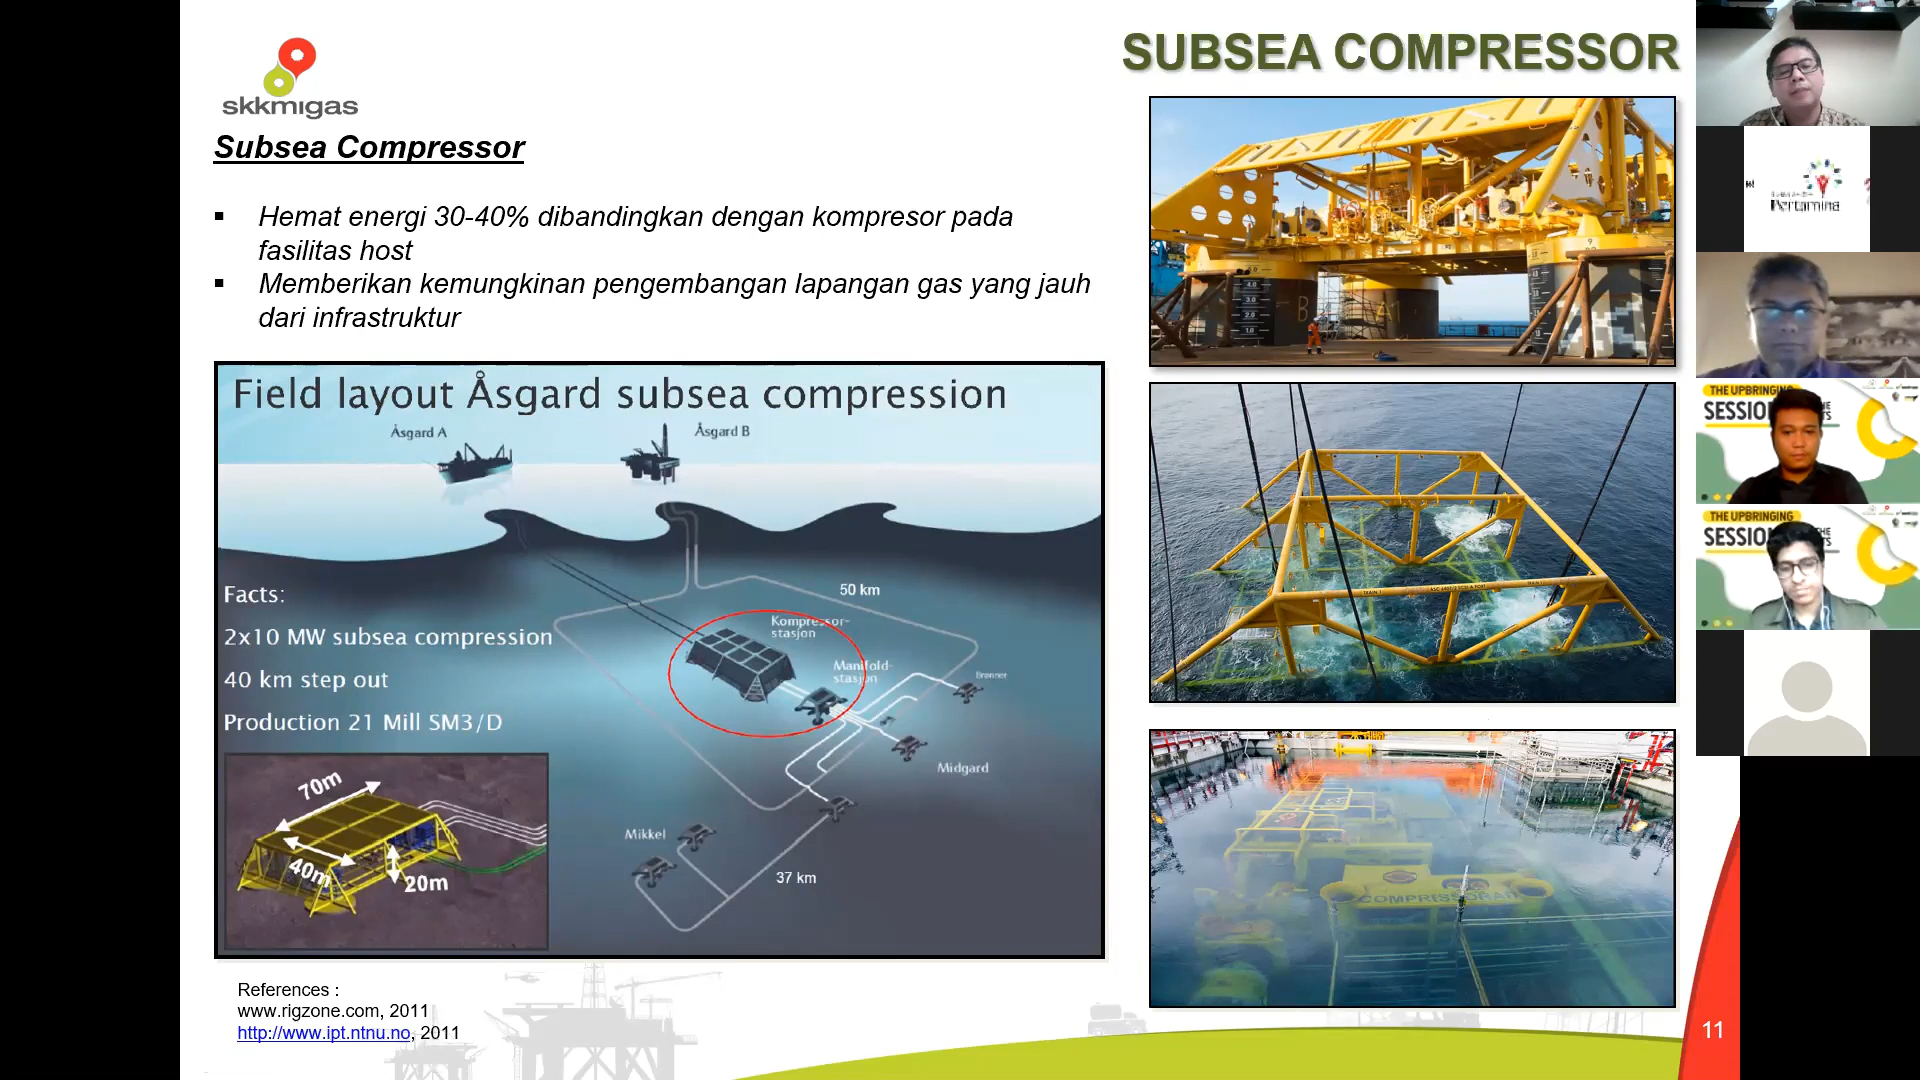 SUBSEA COMPRESSOR
skkmigas
Subsea Compressor
▪ Hemat energi 30-40% dibandingkan dengan kompresor pada
fasilitas host
▪ Memberikan kemungkinan pengembangan lapangan gas yang jauh
dari infrastruktur
Field layout Åsgard subsea compression
Åsgard A
Åsgard B
Facts:
2x10 MW subsea compression
40 km step out
Production 21 Mill SM3/D
50 km
Kompressor-
stasjon
Manifold-
stasjon
Brønner
Midgard
Mikkel
37 km
70m
40m
20m
TRAIN 1
References :
www.rigzone.com, 2011
http://www.ipt.ntnu.no, 2011
11
Pertamina
THE UPBRINGING
SESSION
THE UPBRINGING
SESSION